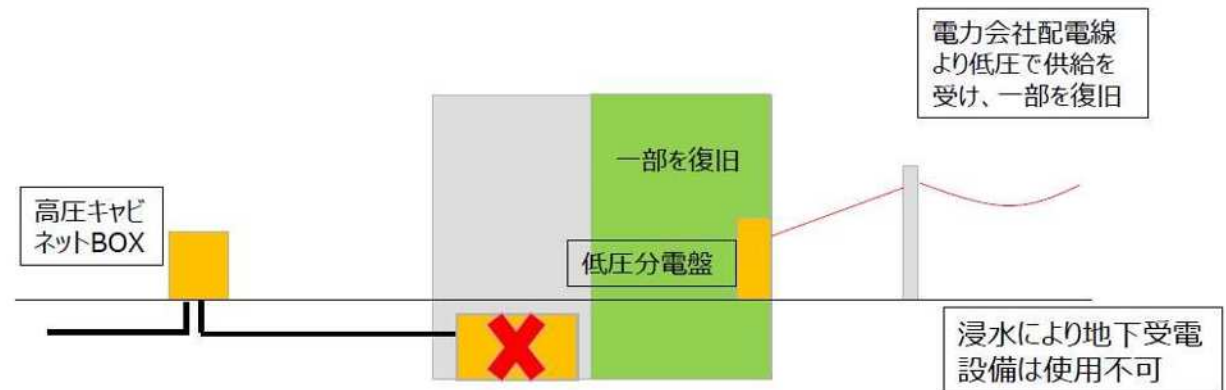 電力会社配電線
より低圧で供給を
受け、一部を復旧
一部を復旧
高圧キャビ
ネットBOX
低圧分電盤
浸水により地下受電
設備は使用不可